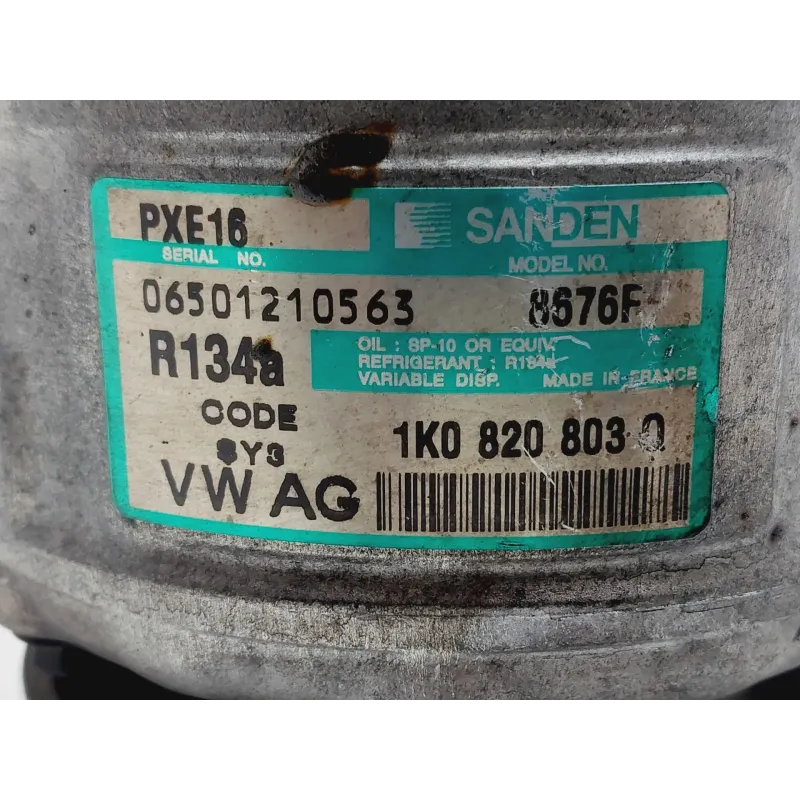 PXE16 SANDEN
SERIAL NO. MODEL NO.
06501210563 8676F
R134a
OIL : SP-10 OR EQUIV.
REFRIGERANT : R134a
VARIABLE DISP. MADE IN FRANCE
CODE
1K0 820 803 Q
8Y3
VW AG